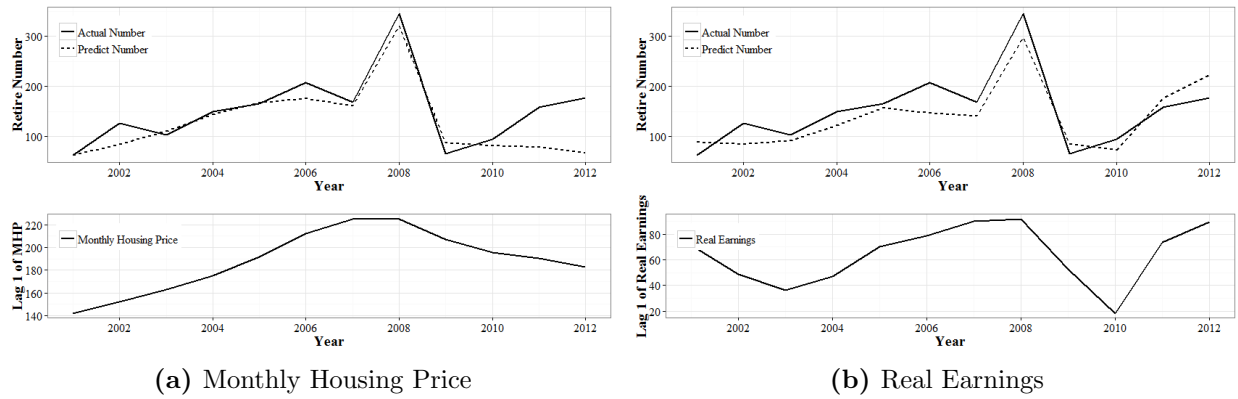 Retire Number
300
200
100
Actual Number
Predict Number
2002 2004 2006 2008 2010 2012
Year
Lag 1 of MHP
220
200
180
160
140
Monthly Housing Price
2002 2004 2006 2008 2010 2012
Year
(a) Monthly Housing Price
Retire Number
300
200
100
Actual Number
Predict Number
2002 2004 2006 2008 2010 2012
Year
Lag 1 of Real Earnings
80
60
40
20
Real Earnings
2002 2004 2006 2008 2010 2012
Year
(b) Real Earnings